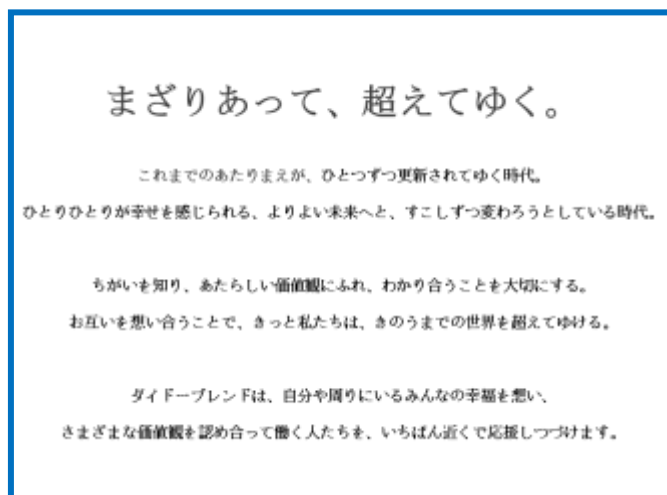 まざりあって、超えてゆく。
これまでのあたりまえが、ひとつずつ更新されてゆく時代。
ひとりひとりが幸せを感じられる、よりよい未来へと、すこしずつ変わろうとしている時代。
ちがいを知り、あたらしい価値観にふれ、わかり合うことを大切にする。
お互いを想い合うことで、きっと私たちは、きのうまでの世界を超えてゆける。
ダイドーブレンドは、自分や周りにいるみんなの幸福を想い、
さまざまな価値観を認め合って働く人たちを、いちばん近くで応援しつづけます。